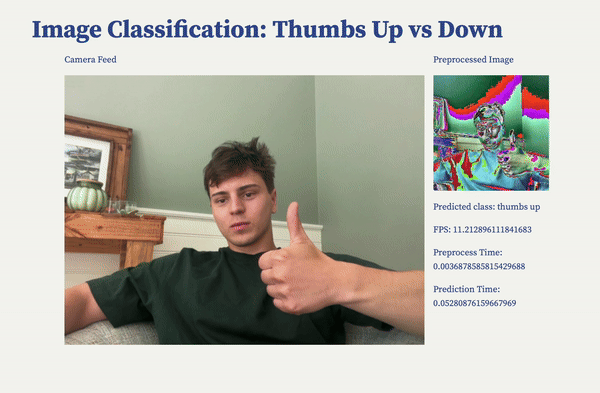 Image Classification: Thumbs Up vs Down
Camera Feed
Preprocessed Image
Predicted class: thumbs up
FPS: 11.212896111841683
Preprocess Time:
0.0036878585815429688
Prediction Time:
0.05280876159667969